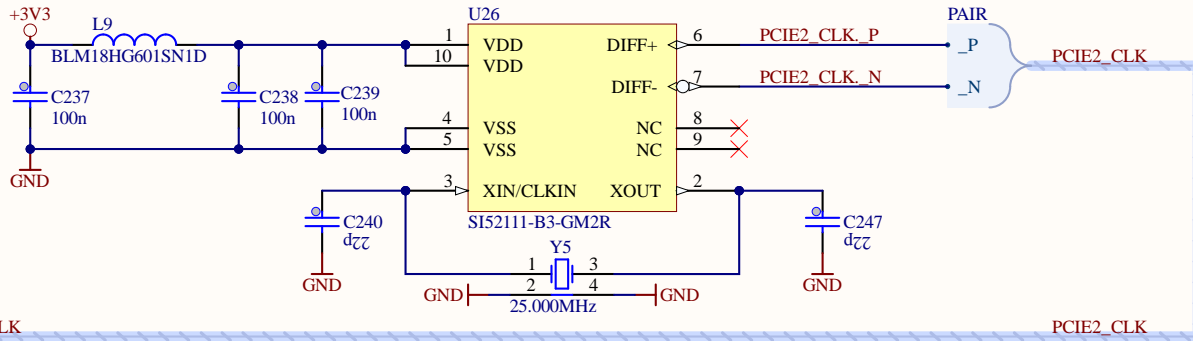 +3V3
L9
BLM18HG601SN1D
C237
100n
C238
100n
C239
100n
GND
U26
1
VDD
10
VDD
4
VSS
5
VSS
3
XIN/CLKIN
DIFF+
6
DIFF-
7
NC
8
NC
9
XOUT
2
SI52111-B3-GM2R
PCIE2_CLK._P
PCIE2_CLK._N
PAIR
_P
_N
PCIE2_CLK
C240
22p
GND
Y5
1
3
2
4
GND
GND
25.000MHz
C247
22p
GND
LK
PCIE2_CLK